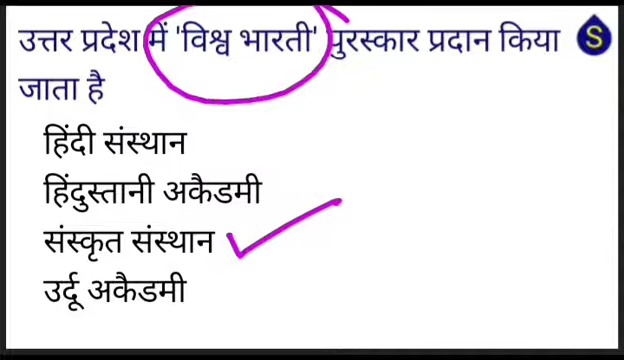 उत्तर प्रदेश में 'विश्व भारती' पुरस्कार प्रदान किया
जाता है
हिंदी संस्थान
हिंदुस्तानी अकैडमी
संस्कृत संस्थान
उर्दू अकैडमी
S